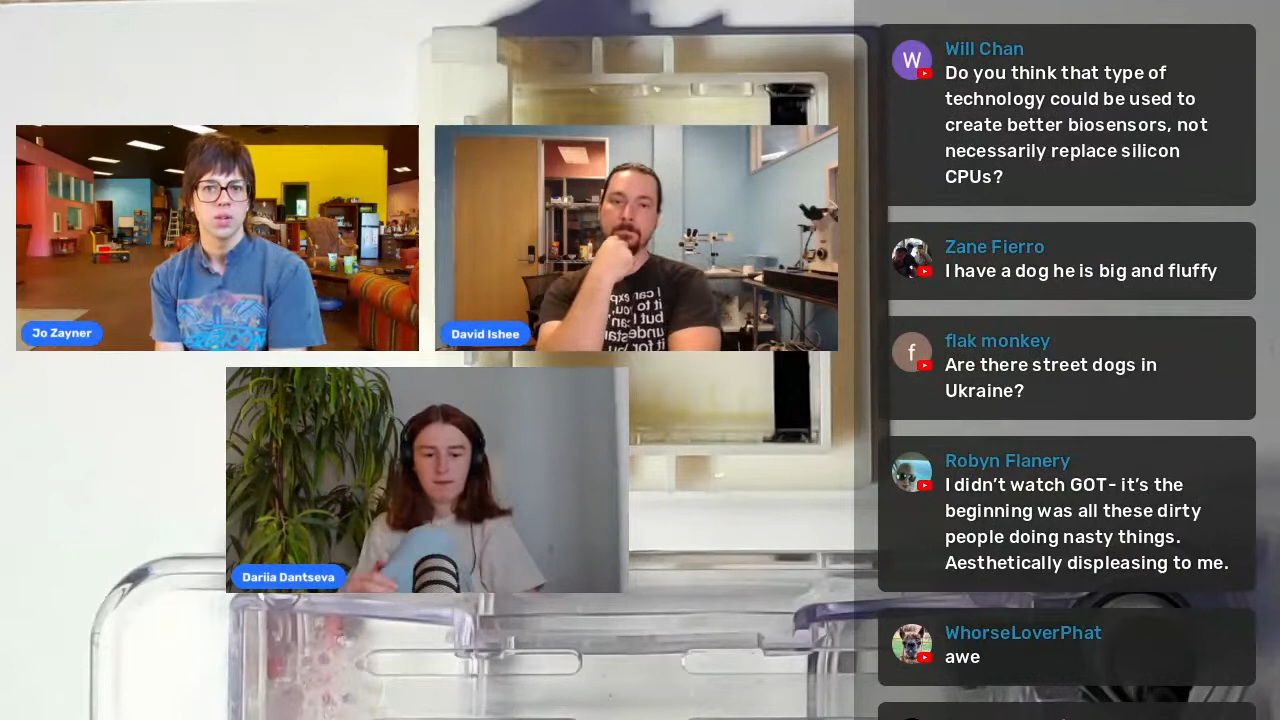 Jo Zayner
David Ishee
Dariia Dantseva
Will Chan
Do you think that type of
technology could be used to
create better biosensors, not
necessarily replace silicon
CPUs?
Zane Fierro
I have a dog he is big and fluffy
flak monkey
Are there street dogs in
Ukraine?
Robyn Flanery
I didn’t watch GOT- it’s the
beginning was all these dirty
people doing nasty things.
Aesthetically displeasing to me.
WhorseLoverPhat
awe
W
f